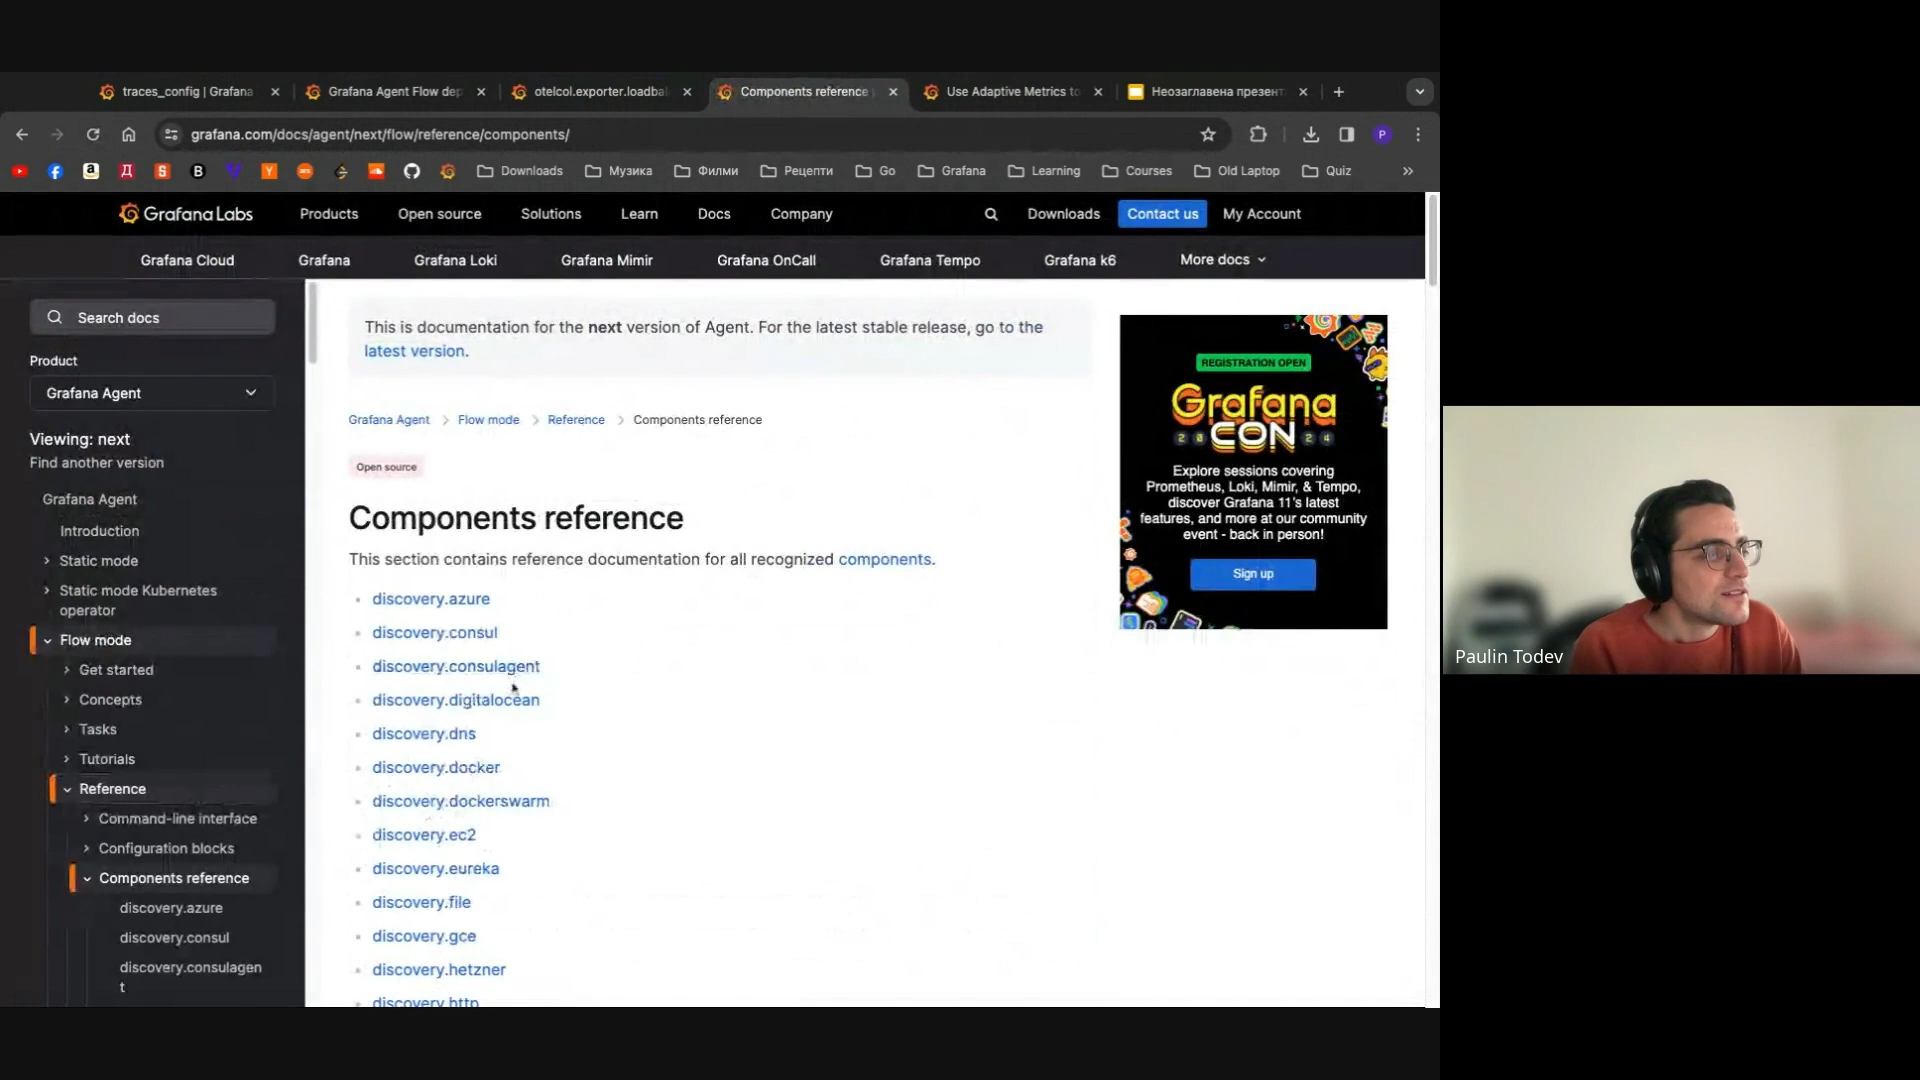 traces_config | Grafana
Grafana Agent Flow dep
otelcol.exporter.loadbal
Components reference
Use Adaptive Metrics to
Неозаглавена презент
grafana.com/docs/agent/next/flow/reference/components/
P
Downloads
Музика
Филми
Рецепти
Go
Grafana
Learning
Courses
Old Laptop
Quiz
Grafana Labs
Products
Open source
Solutions
Learn
Docs
Company
Downloads
Contact us
My Account
Grafana Cloud
Grafana
Grafana Loki
Grafana Mimir
Grafana OnCall
Grafana Tempo
Grafana k6
More docs
Search docs
Product
Grafana Agent
Viewing: next
Find another version
Grafana Agent
Introduction
Static mode
Static mode Kubernetes
operator
Flow mode
Get started
Concepts
Tasks
Tutorials
Reference
Command-line interface
Configuration blocks
Components reference
discovery.azure
discovery.consul
discovery.consulagen
t
This is documentation for the next version of Agent. For the latest stable release, go to the
latest version.
Grafana Agent > Flow mode > Reference > Components reference
Open source
Components reference
This section contains reference documentation for all recognized components.
discovery.azure
discovery.consul
discovery.consulagent
discovery.digitalocean
discovery.dns
discovery.docker
discovery.dockerswarm
discovery.ec2
discovery.eureka
discovery.file
discovery.gce
discovery.hetzner
discovery.http
REGISTRATION OPEN
Grafana
20 CON 24
Explore sessions covering
Prometheus, Loki, Mimir, & Tempo,
discover Grafana 11's latest
features, and more at our community
event - back in person!
Sign up
Paulin Todev